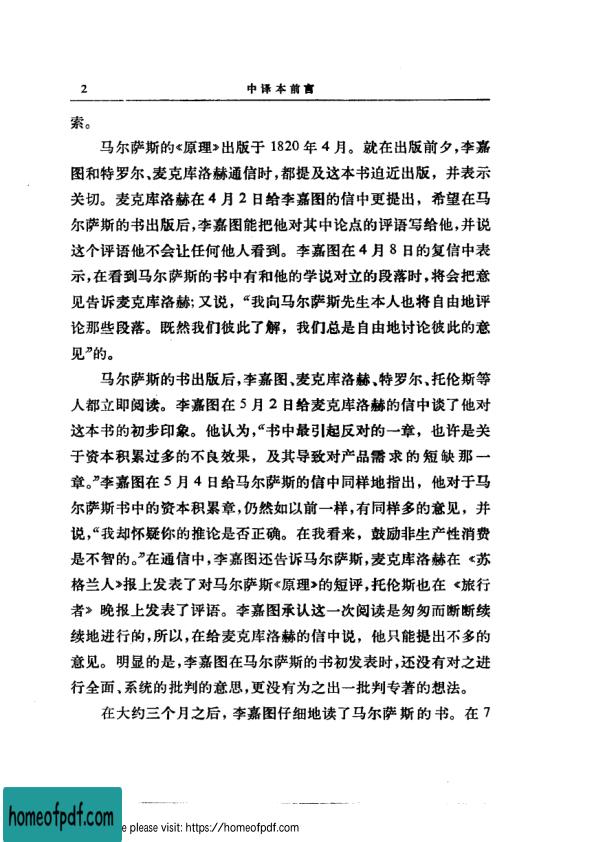 2 中译本前言
索。
马尔萨斯的《原理》出版于 1820 年 4 月。就在出版前夕,李嘉
图和特罗尔、麦克库洛赫通信时,都提及这本书迫近出版，并表示
关切。麦克库洛赫在 4 月 2 日给李嘉图的信中更提出，希望在马
尔萨斯的书出版后,李嘉图能把他对其中论点的评语写给他,并说
这个评语他不会让任何他人看到。李嘉图在 4 月 8 日的复信中表
示,在看到马尔萨斯的书中有和他的学说对立的段落时,将会把意
见告诉麦克库洛赫;又说，“我向马尔萨斯先生本人也将自由地评
论那些段落。既然我们彼此了解，我们总是自由地讨论彼此的意
见”的。
马尔萨斯的书出版后,李嘉图、麦克库洛赫、特罗尔、托伦斯等
人都立即阅读。李嘉图在 5 月 2 日给麦克库洛赫的信中谈了他对
这本书的初步印象。他认为,“书中最引起反对的一章，也许是关
于资本积累过多的不良效果，及其导致对产品需求的短缺那一
章。”李嘉图在 5 月 4 日给马尔萨斯的信中同样地指出，他对于马
尔萨斯书中的资本积累章,仍然如以前一样,有同样多的意见，并
说,“我却怀疑你的推论是否正确。在我看来，鼓励非生产性消费
是不智的。”在通信中,李嘉图还告诉马尔萨斯,麦克库洛赫在《苏
格兰人》报上发表了对马尔萨斯《原理》的短评,托伦斯也在《旅行
者》晚报上发表了评语。李嘉图承认这一次阅读是匆匆而断断续
续地进行的,所以,在给麦克库洛赫的信中说，他只能提出不多的
意见。明显的是,李嘉图在马尔萨斯的书初发表时,还没有对之进
行全面、系统的批判的意思,更没有为之出一批判专著的想法。
在大约三个月之后，李嘉图仔细地读了马尔萨斯的书。在 7
homeofpdf.com
e please visit: https://homeofpdf.com